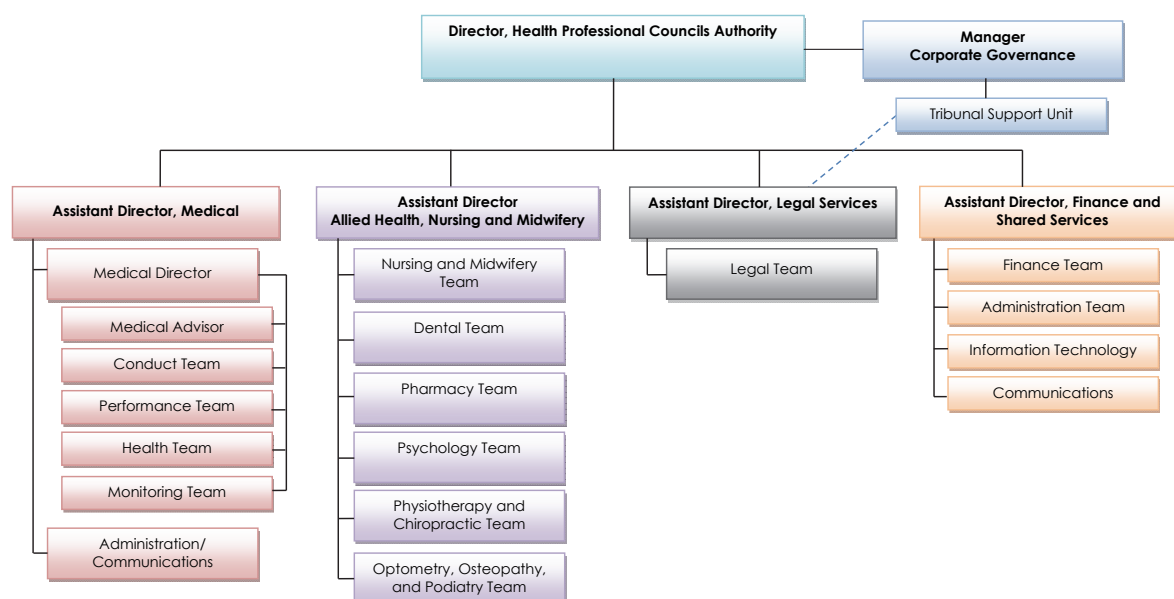 Director, Health Professional Councils Authority
Manager
Corporate Governance
Tribunal Support Unit
Assistant Director, Medical
Medical Director
Medical Advisor
Conduct Team
Performance Team
Health Team
Monitoring Team
Administration/
Communications
Assistant Director
Allied Health, Nursing and Midwifery
Nursing and Midwifery
Team
Dental Team
Pharmacy Team
Psychology Team
Physiotherapy and
Chiropractic Team
Optometry, Osteopathy,
and Podiatry Team
Assistant Director, Legal Services
Legal Team
Assistant Director, Finance and
Shared Services
Finance Team
Administration Team
Information Technology
Communications